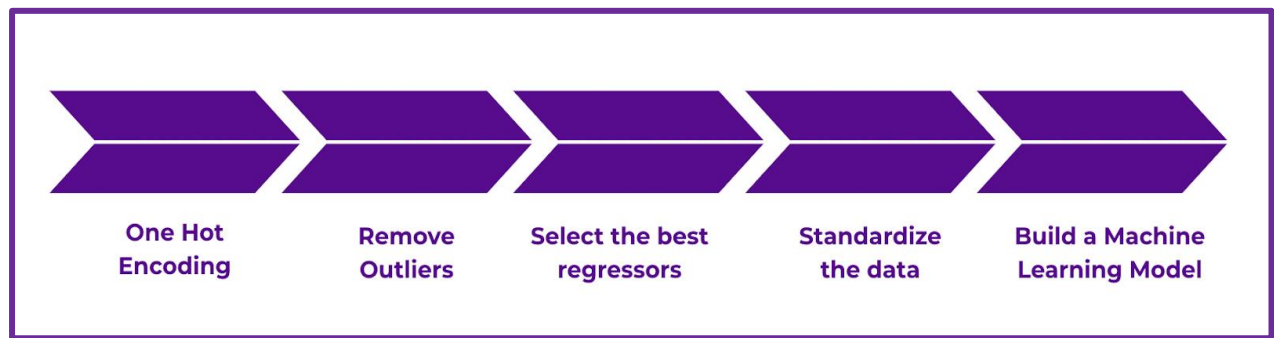 One Hot
Encoding
Remove
Outliers
Select the best
regressors
Standardize
the data
Build a Machine
Learning Model